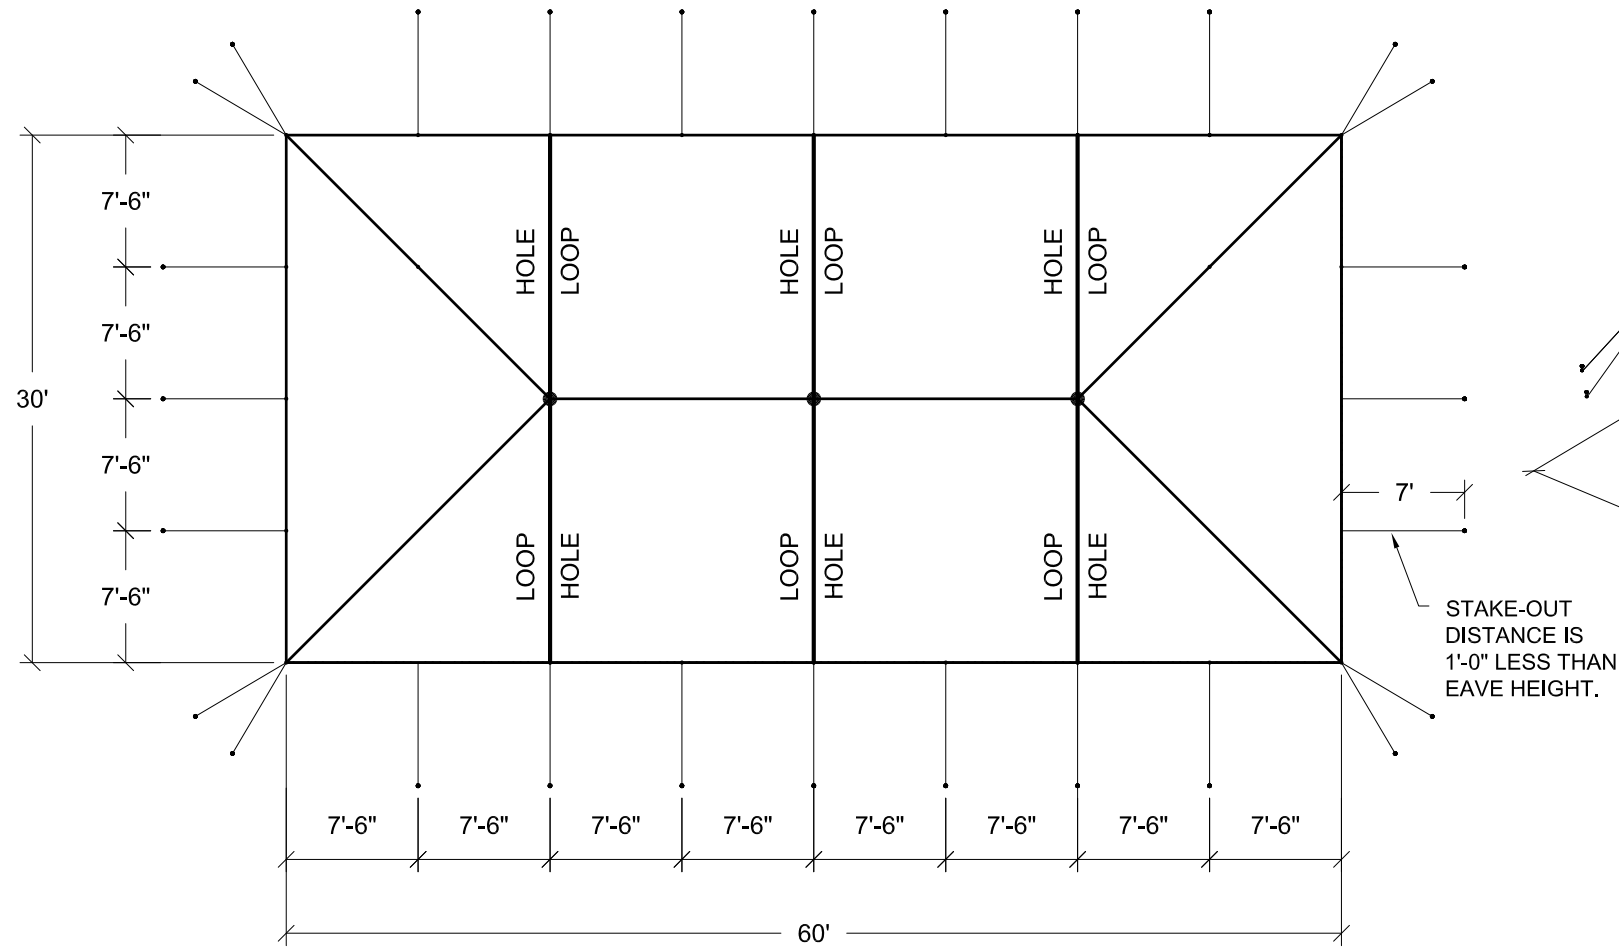 7'-6"
HOLE
LOOP
HOLE
LOOP
HOLE
LOOP
7'-6"
30'
7'-6"
7'
LOOP
HOLE
LOOP
HOLE
LOOP
HOLE
7'-6"
STAKE-OUT
DISTANCE IS
1'-0" LESS THAN
EAVE HEIGHT.
7'-6" 7'-6" 7'-6" 7'-6" 7'-6" 7'-6" 7'-6" 7'-6"
60'